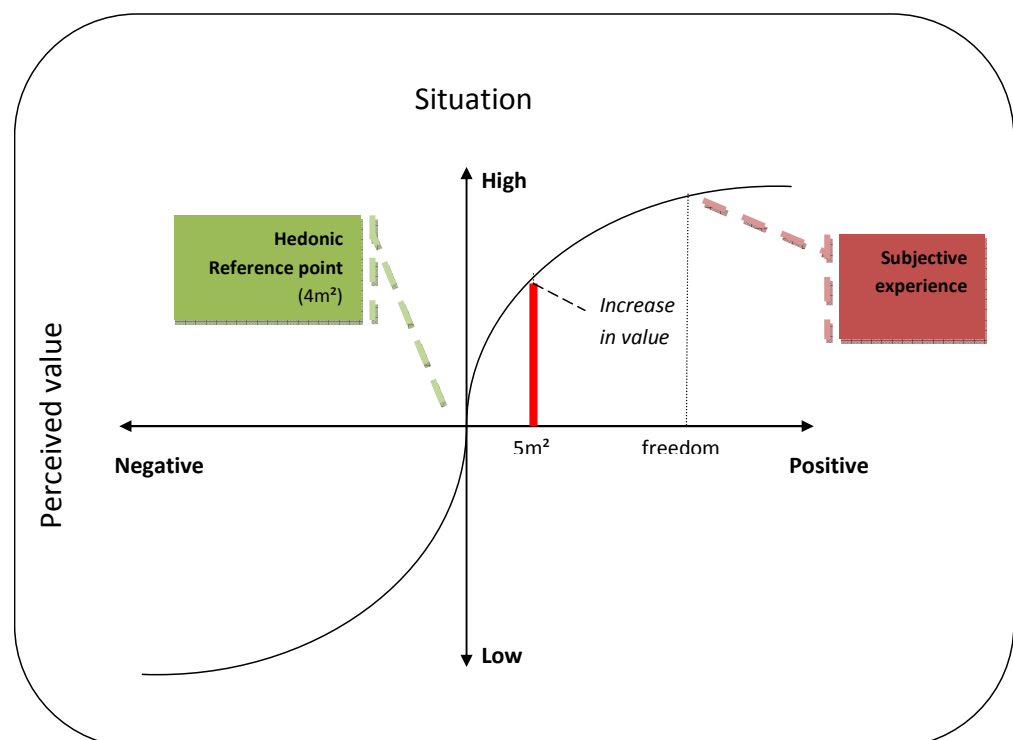 Situation
High
Hedonic
Reference point
(4m²)
Subjective
experience
Increase
in value
5m²
freedom
Negative
Positive
Perceived value
Low